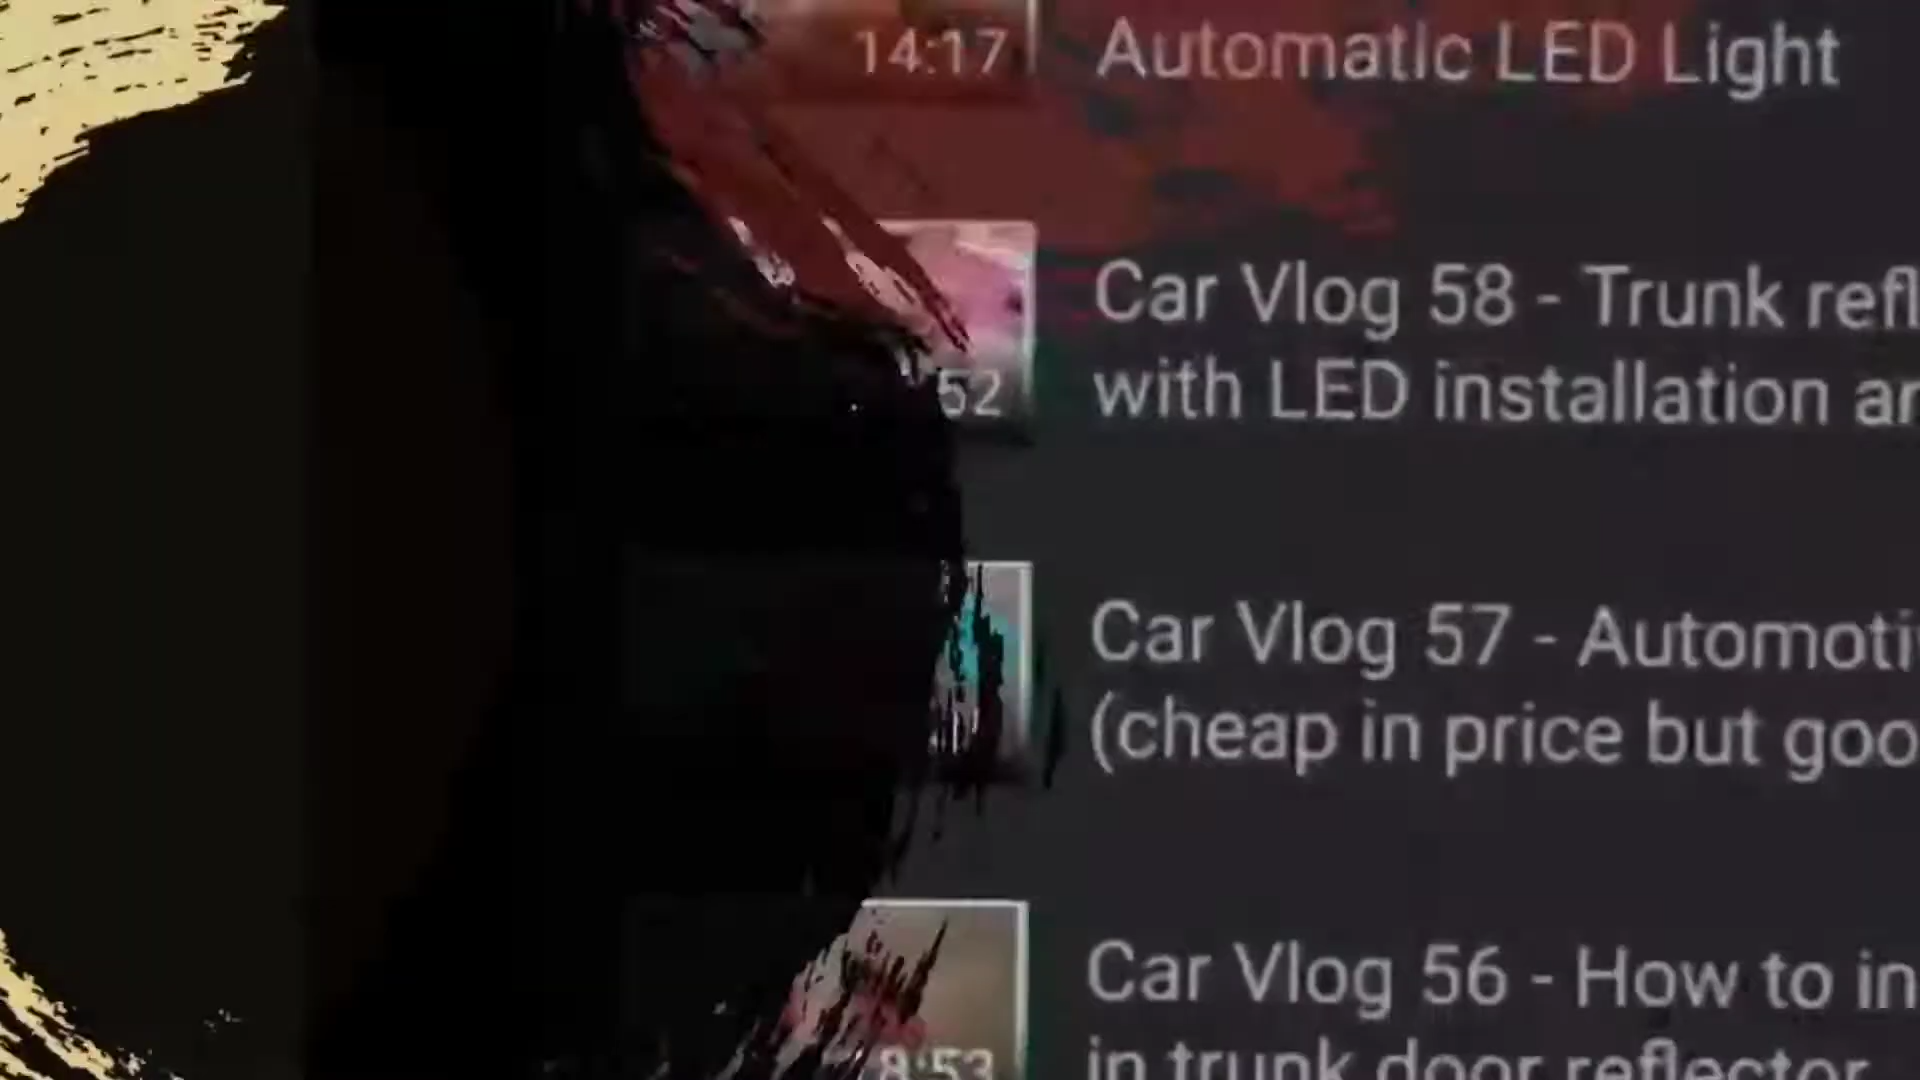 14:17
Automatic LED Light
Car Vlog 58 - Trunk refl
52
with LED installation ar
Car Vlog 57 - Automoti
(cheap in price but goo
Car Vlog 56 - How to in
8:53
in trunk door reflector